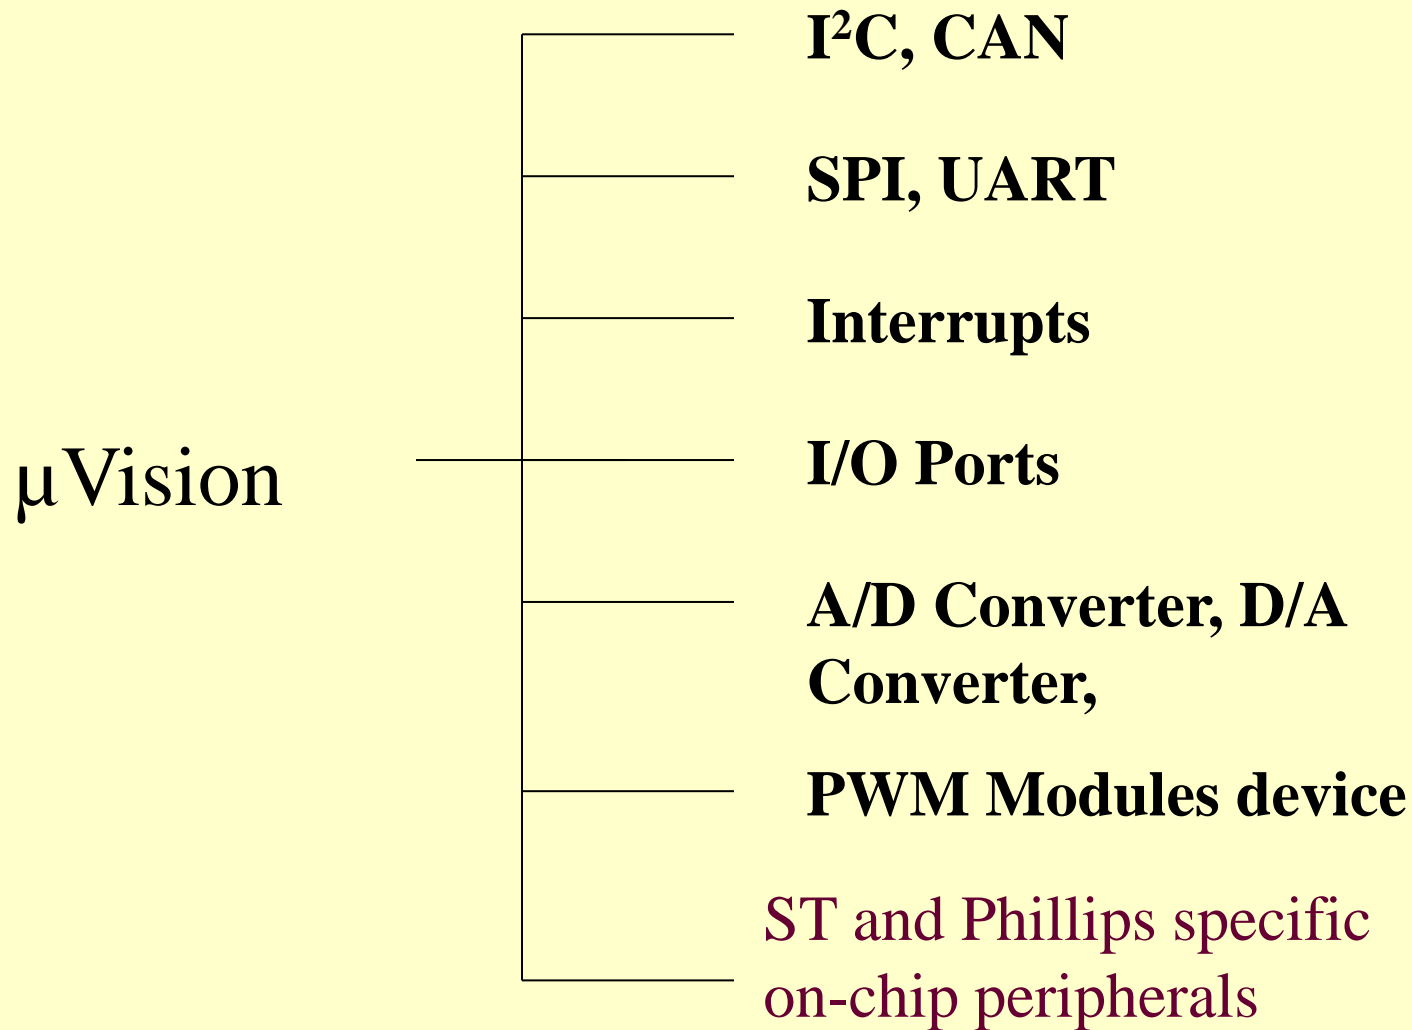 I²C, CAN
SPI, UART
Interrupts
µVision
I/O Ports
A/D Converter, D/A
Converter,
PWM Modules device
ST and Phillips specific
on-chip peripherals